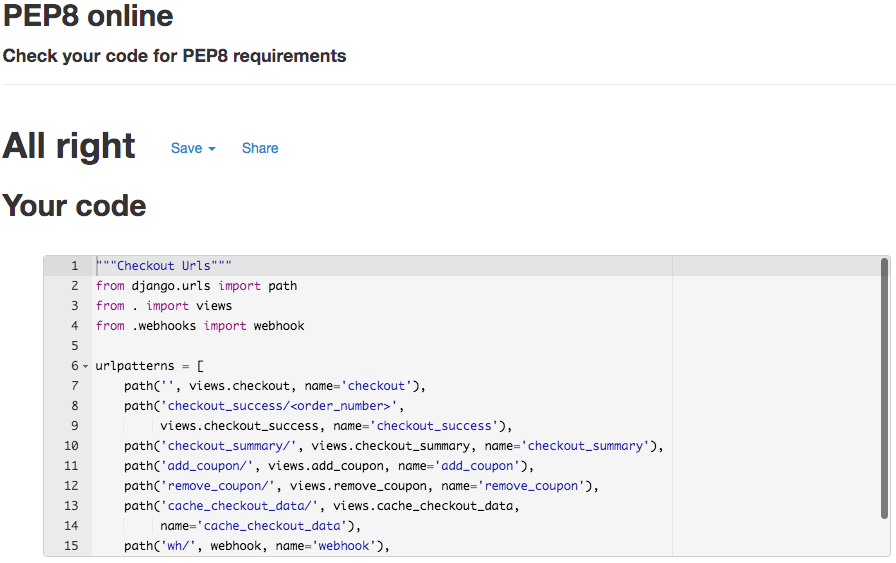 PEP8 online
Check your code for PEP8 requirements
All right Save Share
Your code
1 """Checkout Urls"""
2 from django.urls import path
3 from . import views
4 from .webhooks import webhook
5
6 urlpatterns = [
7 path('', views.checkout, name='checkout'),
8 path('checkout_success/<order_number>',
9 views.checkout_success, name='checkout_success'),
10 path('checkout_summary/', views.checkout_summary, name='checkout_summary'),
11 path('add_coupon/', views.add_coupon, name='add_coupon'),
12 path('remove_coupon/', views.remove_coupon, name='remove_coupon'),
13 path('cache_checkout_data/', views.cache_checkout_data,
14 name='cache_checkout_data'),
15 path('wh/', webhook, name='webhook'),